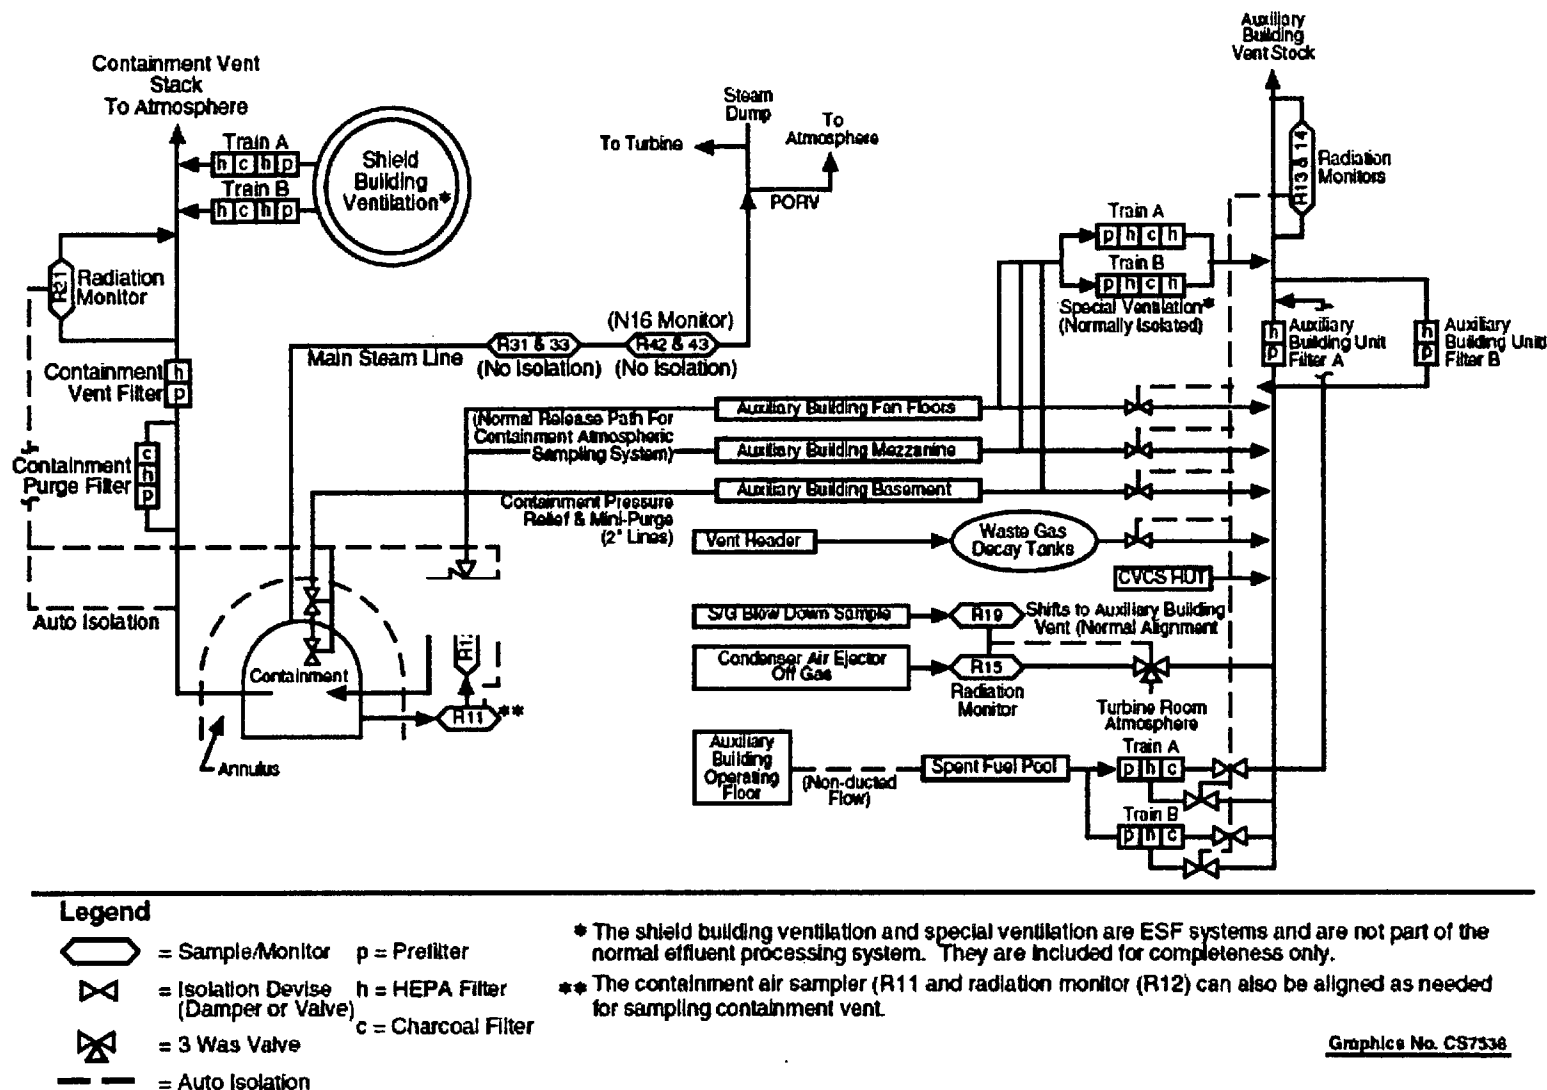 Auxiliary
Building
Vent Stock
Containment Vent
Stack
To Atmosphere
Train A
h c h p
Train B
h c h p
Shield
Building
Ventilation*
Steam
Dump
To Turbine
To
Atmosphere
PORV
R13 & 14
Radiation
Monitors
Train A
p h c h
Train B
p h c h
Special Ventilation*
(Normally Isolated)
R21
Radiation
Monitor
(N16 Monitor)
Main Steam Line
R31 & 33
(No Isolation)
R42 & 43
(No Isolation)
h
p
Auxiliary
Building Unit
Filter A
h
p
Auxiliary
Building Unit
Filter B
Containment
Vent Filter
h
p
(Normal Release Path For
Containment Atmospheric
Sampling System)
Auxiliary Building Fan Floors
Auxiliary Building Mezzanine
Auxiliary Building Basement
Containment
Purge Filter
c
h
p
Containment Pressure
Relief & Mini-Purge
(2" Lines)
Vent Header
Waste Gas
Decay Tanks
CVCS HUT
Auto Isolation
S/G Blow Down Sample
R19
Shifts to Auxiliary Building
Vent (Normal Alignment
Condenser Air Ejector
Off Gas
R15
Radiation
Monitor
Turbine Room
Atmosphere
Containment
R11 **
Annulus
Auxiliary
Building
Operating
Floor
(Non-ducted
Flow)
Spent Fuel Pool
Train A
p h c
Train B
p h c
Legend
= Sample/Monitor p = Prefilter
= Isolation Devise h = HEPA Filter
(Damper or Valve)
c = Charcoal Filter
= 3 Was Valve
= Auto Isolation
* The shield building ventilation and special ventilation are ESF systems and are not part of the
normal effluent processing system. They are included for completeness only.
** The containment air sampler (R11 and radiation monitor (R12) can also be aligned as needed
for sampling containment vent.
Graphics No. CS7536